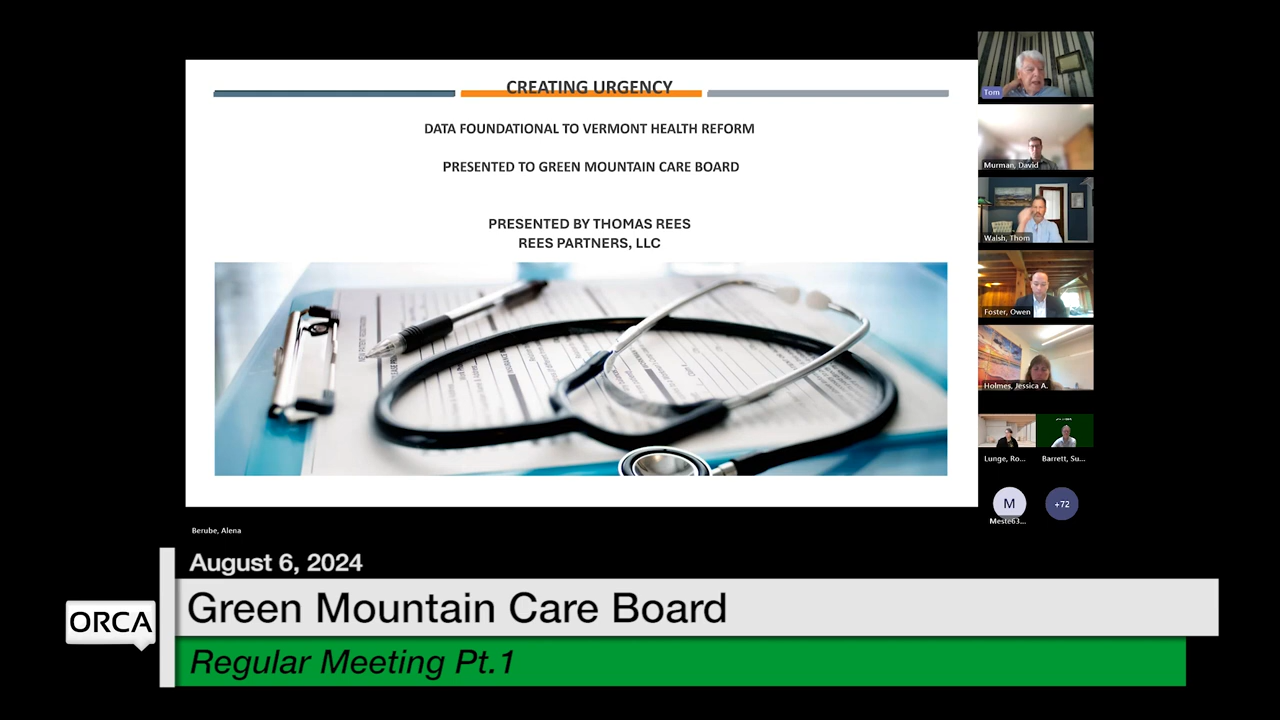 CREATING URGENCY
DATA FOUNDATIONAL TO VERMONT HEALTH REFORM
PRESENTED TO GREEN MOUNTAIN CARE BOARD
PRESENTED BY THOMAS REES
REES PARTNERS, LLC
Tom
Murman, David
Walsh, Thom
Foster, Owen
Holmes, Jessica A.
Lunge, Ro...
Barrett, Su...
M
+72
Meste63...
Berube, Alena
August 6, 2024
ORCA
Green Mountain Care Board
Regular Meeting Pt.1